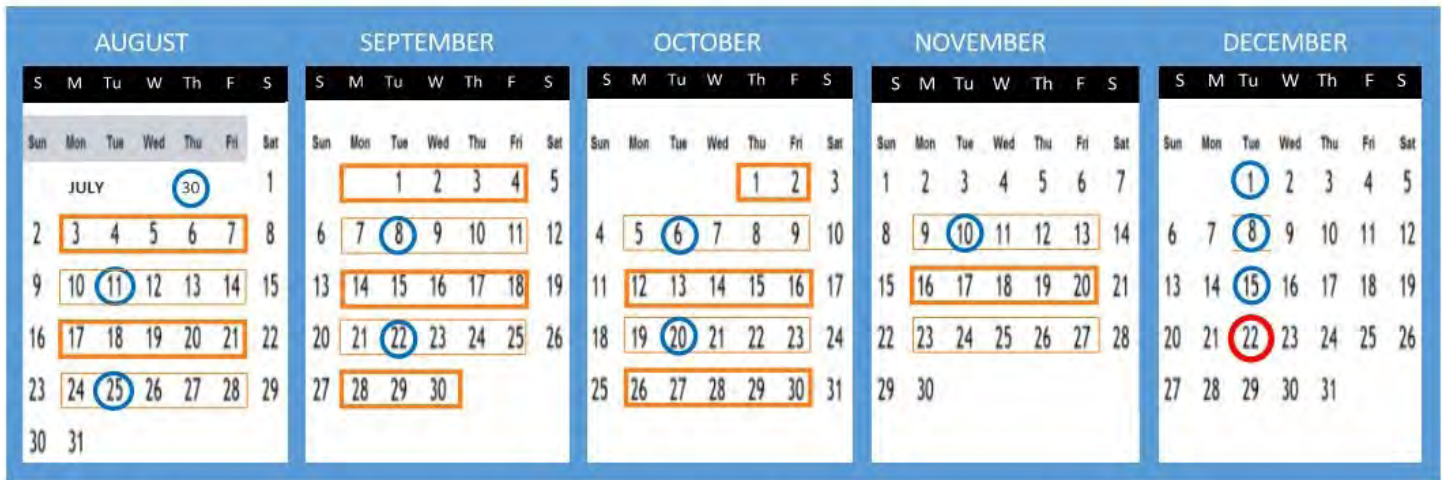 AUGUST
S M Tu W Th F S
Sun Mon Tue Wed Thu Fri Sat
JULY 30 1
2 3 4 5 6 7 8
9 10 11 12 13 14 15
16 17 18 19 20 21 22
23 24 25 26 27 28 29
30 31
SEPTEMBER
S M Tu W Th F S
Sun Mon Tue Wed Thu Fri Sat
1 2 3 4 5
6 7 8 9 10 11 12
13 14 15 16 17 18 19
20 21 22 23 24 25 26
27 28 29 30
OCTOBER
S M Tu W Th F S
Sun Mon Tue Wed Thu Fri Sat
1 2 3
4 5 6 7 8 9 10
11 12 13 14 15 16 17
18 19 20 21 22 23 24
25 26 27 28 29 30 31
NOVEMBER
S M Tu W Th F S
Sun Mon Tue Wed Thu Fri Sat
1 2 3 4 5 6 7
8 9 10 11 12 13 14
15 16 17 18 19 20 21
22 23 24 25 26 27 28
29 30
DECEMBER
S M Tu W Th F S
Sun Mon Tue Wed Thu Fri Sat
1 2 3 4 5
6 7 8 9 10 11 12
13 14 15 16 17 18 19
20 21 22 23 24 25 26
27 28 29 30 31